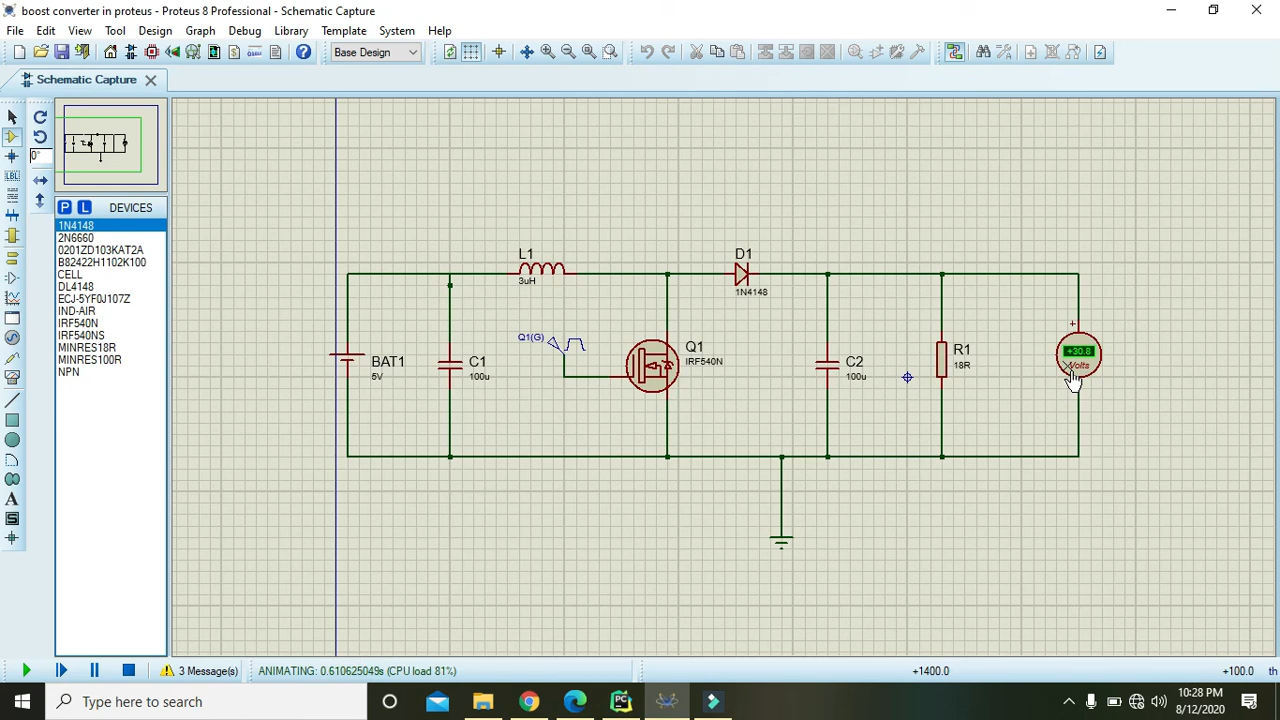 boost converter in proteus - Proteus 8 Professional - Schematic Capture
File Edit View Tool Design Graph Debug Library Template System Help
Base Design
Schematic Capture
0°
P L DEVICES
1N4148
2N6660
0201ZD103KAT2A
B82422H1102K100
CELL
DL4148
ECJ-5YF0J107Z
IND-AIR
IRF540N
IRF540NS
MINRES18R
MINRES100R
NPN
LBL
A
S
L1
3uH
D1
1N4148
Q1(G)
Q1
IRF540N
BAT1
5V
C1
100u
C2
100u
R1
18R
+
+30.8
Volts
3 Message(s)
ANIMATING: 0.610625049s (CPU load 81%)
+1400.0
+100.0
th
Type here to search
PC
10:28 PM
8/12/2020